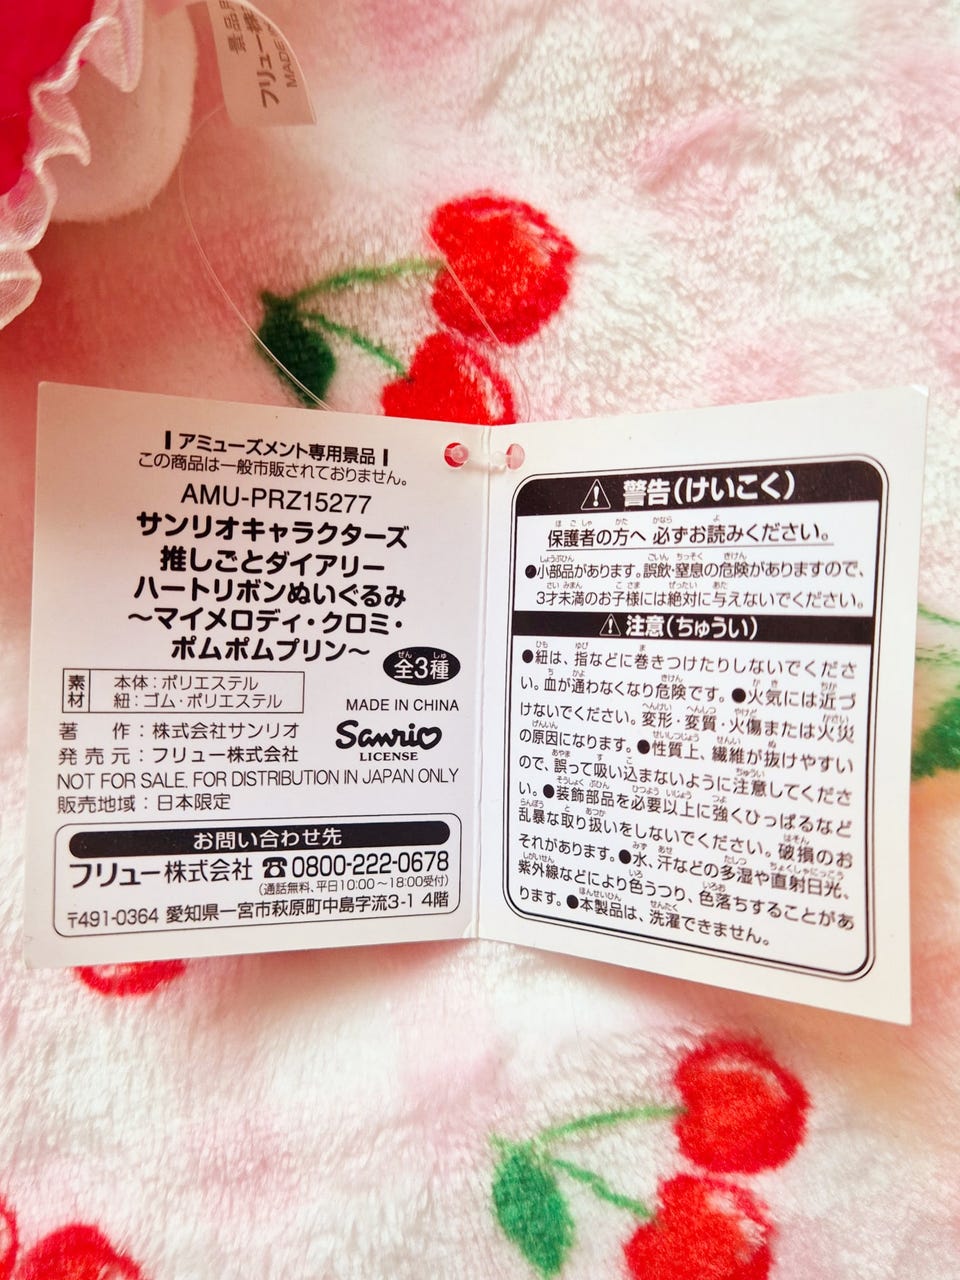 景品用
フリュー株
MADE
アミューズメント専用景品
この商品は一般市販されておりません。
AMU-PRZ15277
サンリオキャラクターズ
推しごとダイアリー
ハートリボンぬいぐるみ
～マイメロディ・クロミ・
ポムポムプリン～
全3種
ぜん しゅ
素材
本体：ポリエステル
紐：ゴム・ポリエステル
MADE IN CHINA
著　作：株式会社サンリオ
発売元：フリュー株式会社
Sanrio
LICENSE
NOT FOR SALE. FOR DISTRIBUTION IN JAPAN ONLY
販売地域：日本限定
お問い合わせ先
フリュー株式会社 ☎0800-222-0678
(通話無料、平日10:00～18:00受付)
〒491-0364 愛知県一宮市萩原町中島字流3-1 4階
警告(けいこく)
保護者の方へ 必ずお読みください。
●小部品があります。誤飲・窒息の危険がありますので、
3才未満のお子様には絶対に与えないでください。
注意(ちゅうい)
●紐は、指などに巻きつけたりしないでくださ
い。血が通わなくなり危険です。●火気には近づ
けないでください。変形・変質・火傷または火災
の原因になります。●性質上、繊維が抜けやすい
ので、誤って吸い込まないように注意してくださ
い。●装飾部品を必要以上に強くひっぱるなど
乱暴な取り扱いをしないでください。破損のお
それがあります。●水、汗などの多湿や直射日光、
紫外線などにより色うつり、色落ちすることがあ
ります。●本製品は、洗濯できません。